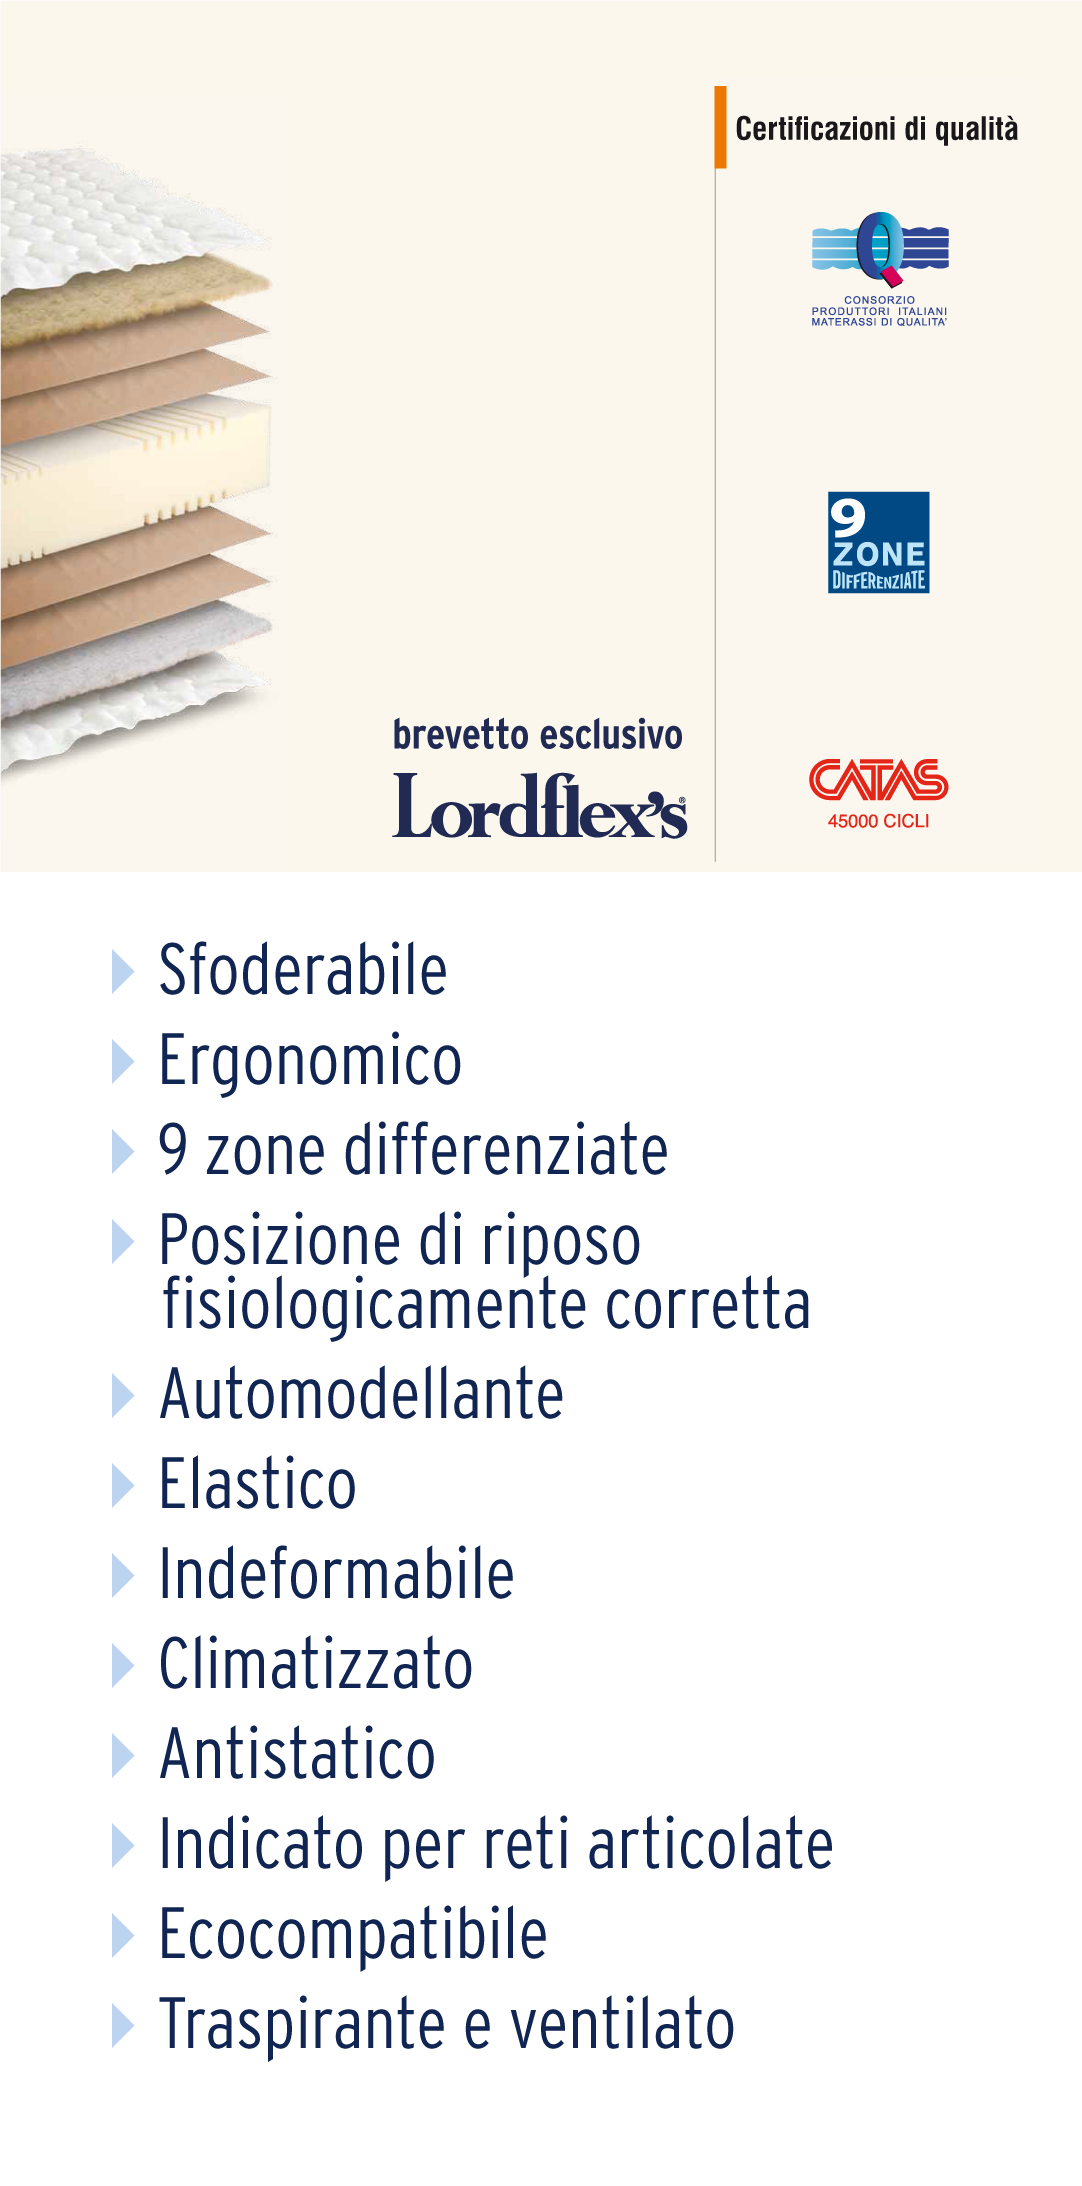 Certificazioni di qualità
Q
CONSORZIO
PRODUTTORI ITALIANI
MATERASSI DI QUALITA'
9
ZONE
DIFFERENZIATE
brevetto esclusivo
Lordflex's®
CATAS
45000 CICLI
Sfoderabile
Ergonomico
9 zone differenziate
Posizione di riposo
fisiologicamente corretta
Automodellante
Elastico
Indeformabile
Climatizzato
Antistatico
Indicato per reti articolate
Ecocompatibile
Traspirante e ventilato